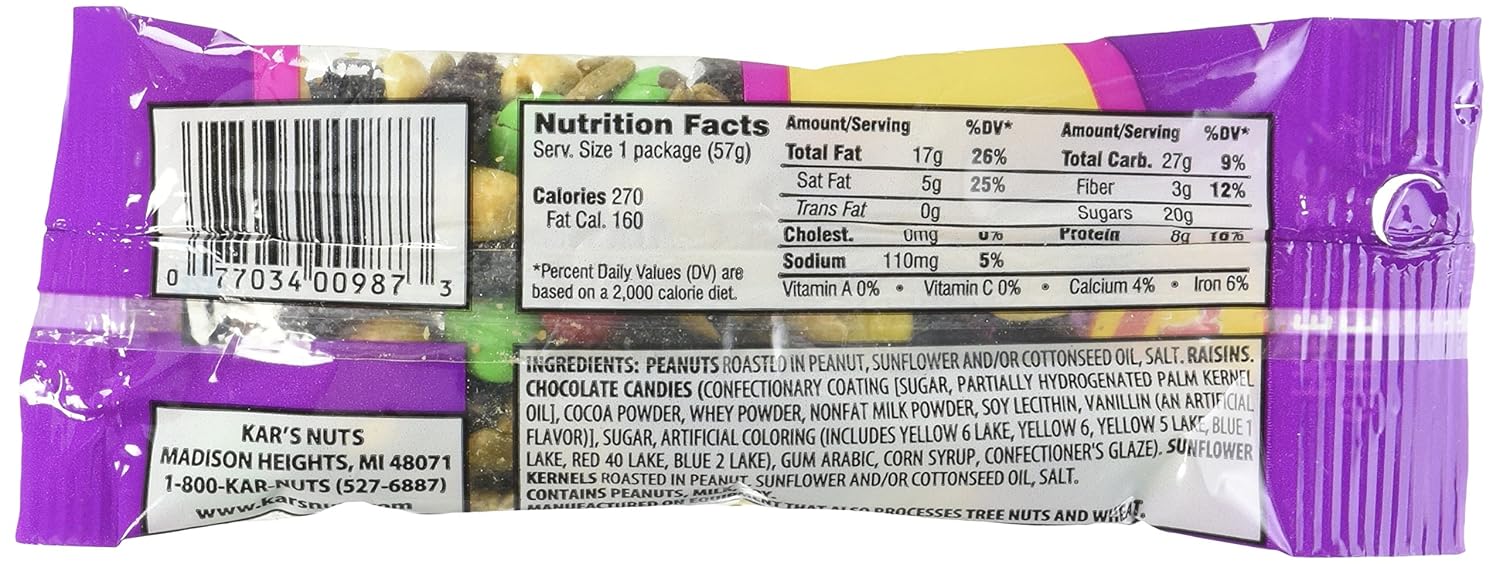 0 77034 00987 3
Nutrition Facts
Serv. Size 1 package (57g)
Calories 270
Fat Cal. 160
*Percent Daily Values (DV) are
based on a 2,000 calorie diet.
Amount/Serving %DV* Amount/Serving %DV*
Total Fat 17g 26% Total Carb. 27g 9%
Sat Fat 5g 25% Fiber 3g 12%
Trans Fat 0g Sugars 20g
Cholest. 0mg 0% Protein 8g 16%
Sodium 110mg 5%
Vitamin A 0% • Vitamin C 0% • Calcium 4% • Iron 6%
INGREDIENTS: PEANUTS ROASTED IN PEANUT, SUNFLOWER AND/OR COTTONSEED OIL, SALT. RAISINS.
CHOCOLATE CANDIES (CONFECTIONARY COATING [SUGAR, PARTIALLY HYDROGENATED PALM KERNEL
OIL], COCOA POWDER, WHEY POWDER, NONFAT MILK POWDER, SOY LECITHIN, VANILLIN (AN ARTIFICIAL
FLAVOR)], SUGAR, ARTIFICIAL COLORING (INCLUDES YELLOW 6 LAKE, YELLOW 6, YELLOW 5 LAKE, BLUE 1
LAKE, RED 40 LAKE, BLUE 2 LAKE), GUM ARABIC, CORN SYRUP, CONFECTIONER'S GLAZE). SUNFLOWER
KERNELS ROASTED IN PEANUT, SUNFLOWER AND/OR COTTONSEED OIL, SALT.
CONTAINS PEANUTS, MILK,
MANUFACTURED ON EQUIPMENT THAT ALSO PROCESSES TREE NUTS AND WHEAT.
KAR'S NUTS
MADISON HEIGHTS, MI 48071
1-800-KAR-NUTS (527-6887)